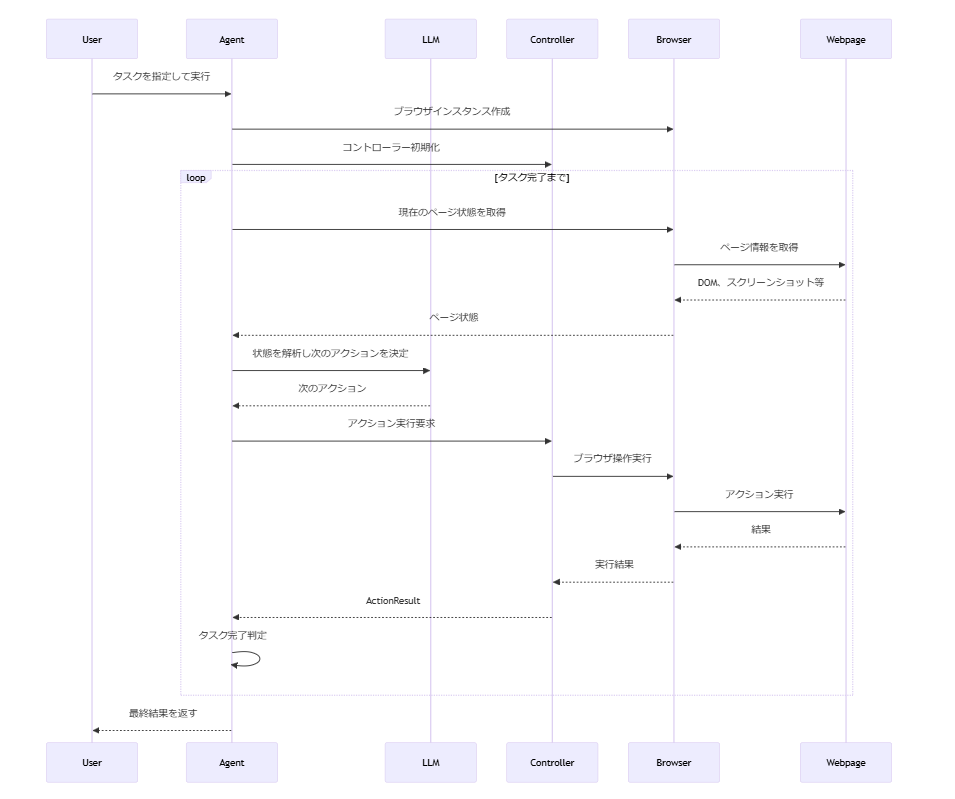 User
Agent
LLM
Controller
Browser
Webpage
タスクを指定して実行
ブラウザインスタンス作成
コントローラー初期化
loop
[タスク完了まで]
現在のページ状態を取得
ページ情報を取得
DOM、スクリーンショット等
ページ状態
状態を解析し次のアクションを決定
次のアクション
アクション実行要求
ブラウザ操作実行
アクション実行
結果
実行結果
ActionResult
タスク完了判定
最終結果を返す
User
Agent
LLM
Controller
Browser
Webpage